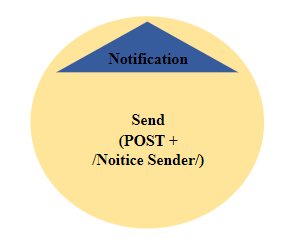 Notification
Send
(POST +
/Noitice Sender/)